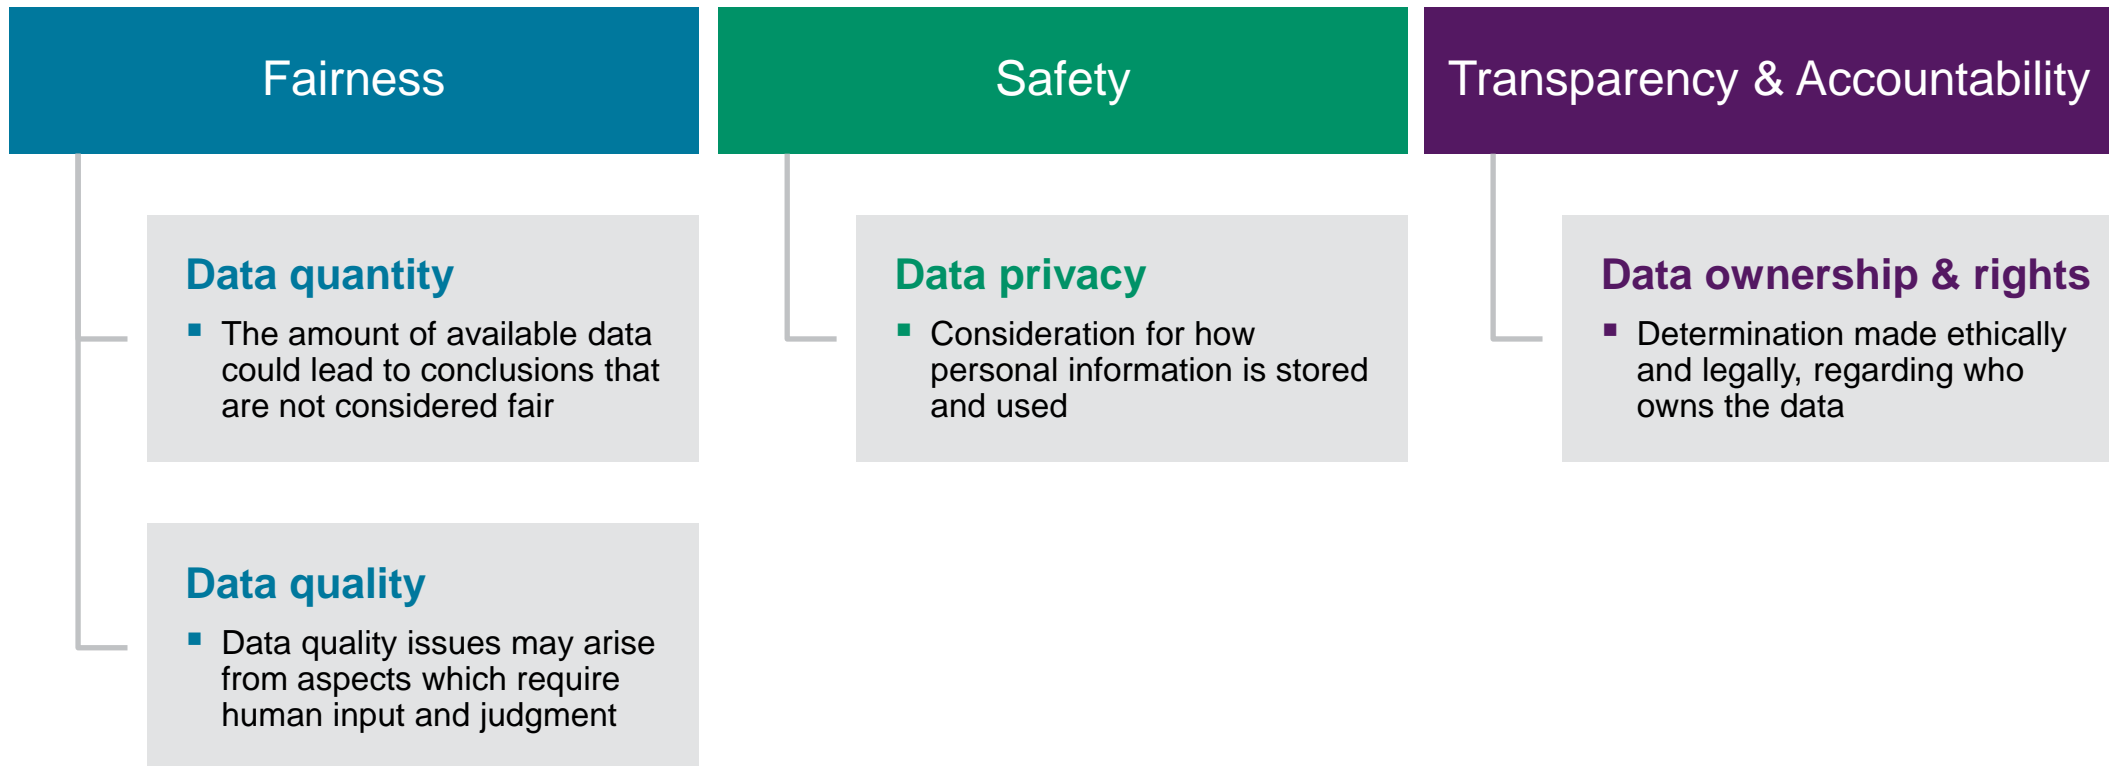 Fairness
Data quantity
▪ The amount of available data
could lead to conclusions that
are not considered fair
Data quality
▪ Data quality issues may arise
from aspects which require
human input and judgment
Safety
Data privacy
▪ Consideration for how
personal information is stored
and used
Transparency & Accountability
Data ownership & rights
▪ Determination made ethically
and legally, regarding who
owns the data